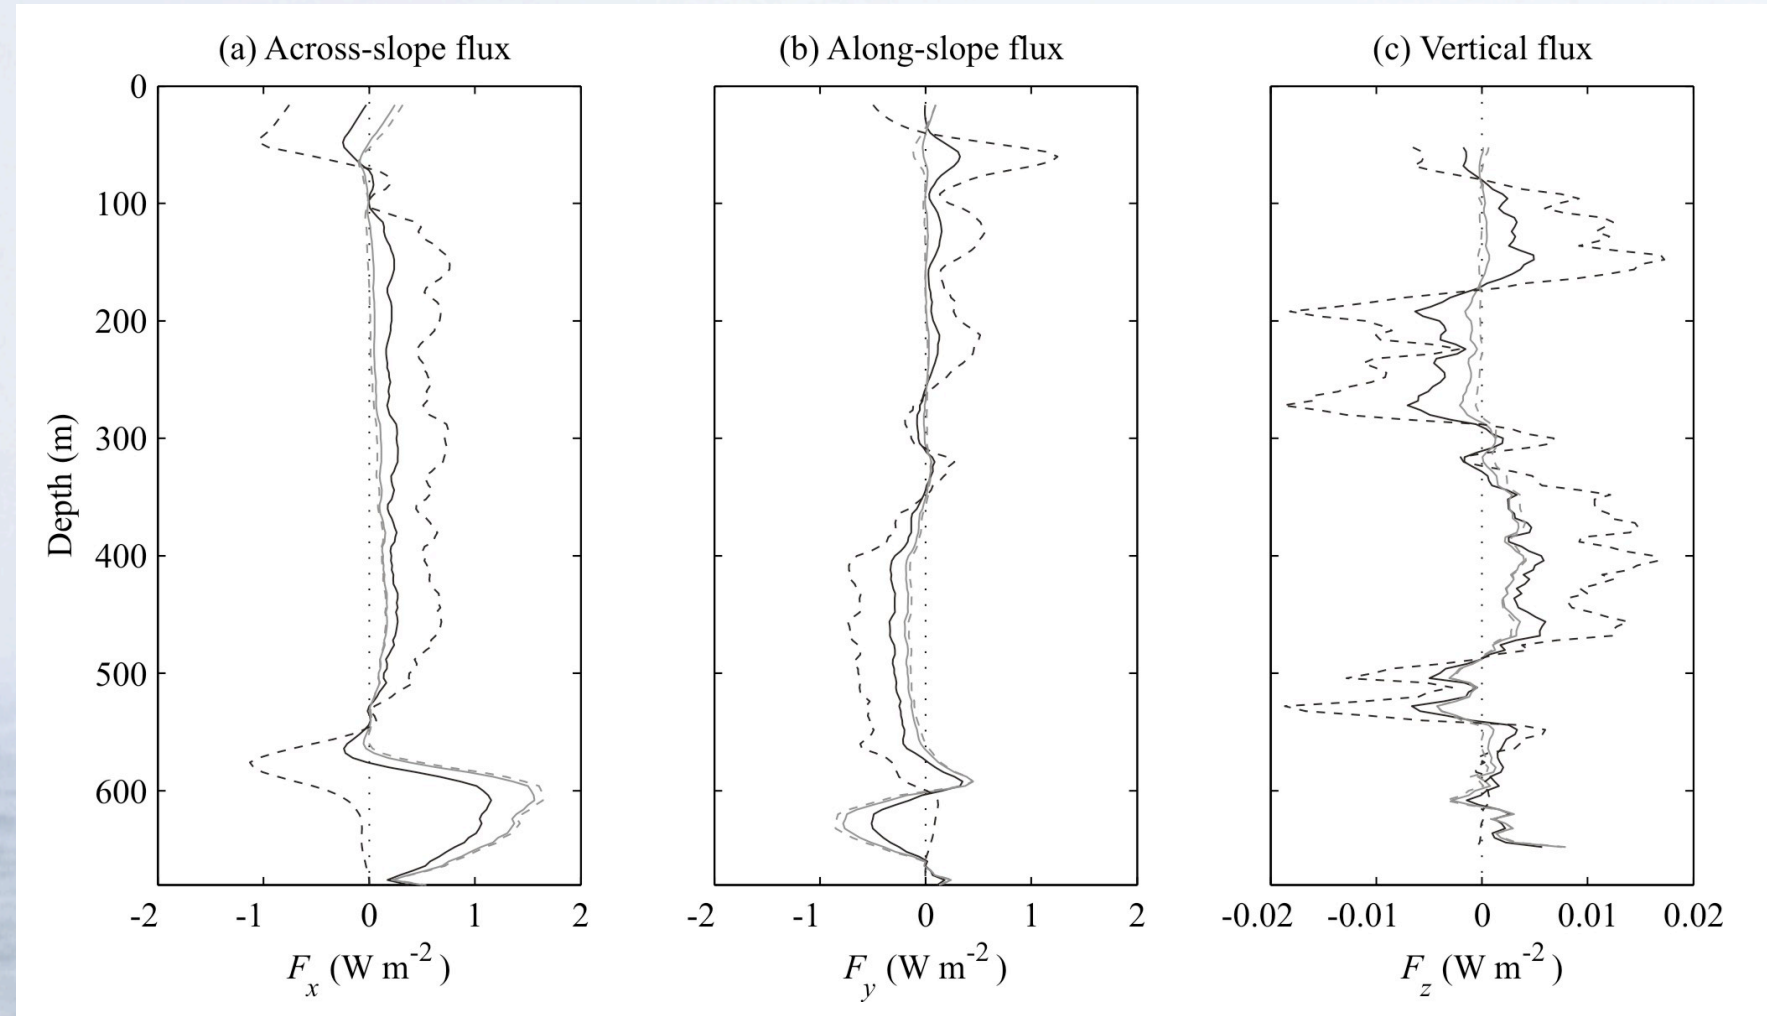 (a) Across-slope flux
(b) Along-slope flux
(c) Vertical flux
Depth (m)
0
100
200
300
400
500
600
-2 -1 0 1 2
-2 -1 0 1 2
-0.02 -0.01 0 0.01 0.02
F_x (W m^-2)
F_y (W m^-2)
F_z (W m^-2)